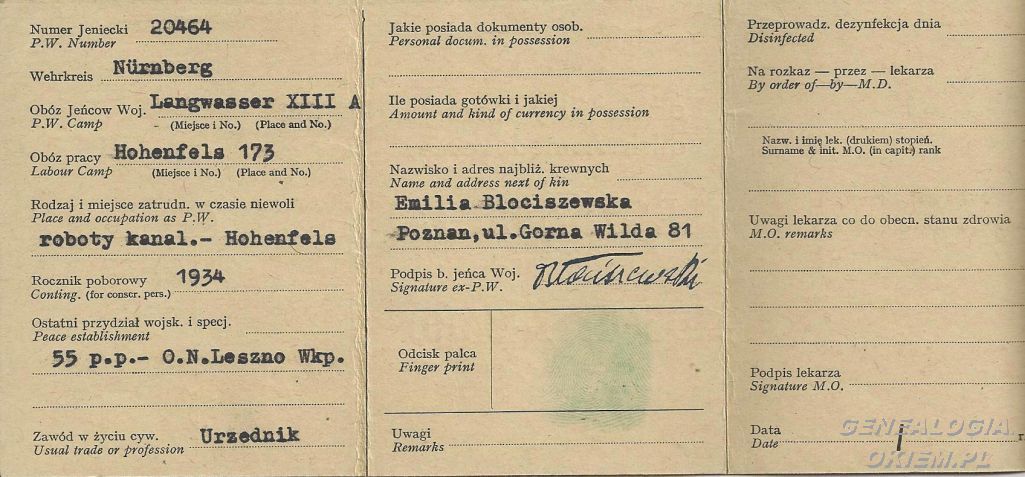 Numer Jeniecki 20464
P.W. Number
Wehrkreis Nürnberg
Obóz Jeńcow Woj. Langwasser XIII A
P.W. Camp - (Miejsce i No.) (Place and No.)
Obóz pracy Hohenfels 173
Labour Camp (Miejsce i No.) (Place and No.)
Rodzaj i miejsce zatrudn. w czasie niewoli
Place and occupation as P.W.
roboty kanal.- Hohenfels
Rocznik poborowy 1934
Conting. (for conscr. pers.)
Ostatni przydział wojsk. i specj.
Peace establishment
55 p.p.- O.N.Leszno Wkp.
Zawód w życiu cyw. Urzednik
Usual trade or profession
Jakie posiada dokumenty osob.
Personal docum. in possession
Ile posiada gotówki i jakiej
Amount and kind of currency in possession
Nazwisko i adres najbliż. krewnych
Name and address next of kin
Emilia Blociszewska
Poznan,ul.Gorna Wilda 81
Podpis b. jeńca Woj. Błociszewski
Signature ex-P.W.
Odcisk palca
Finger print
Uwagi
Remarks
Przeprowadz. dezynfekcja dnia
Disinfected
Na rozkaz — przez — lekarza
By order of—by—M.D.
Nazw. i imię lek. (drukiem) stopień.
Surname & init. M.O. (in capit.) rank
Uwagi lekarza co do obecn. stanu zdrowia
M.O. remarks
Podpis lekarza
Signature M.O.
Data
Date
GENEALOGIA
OKIEM.PL